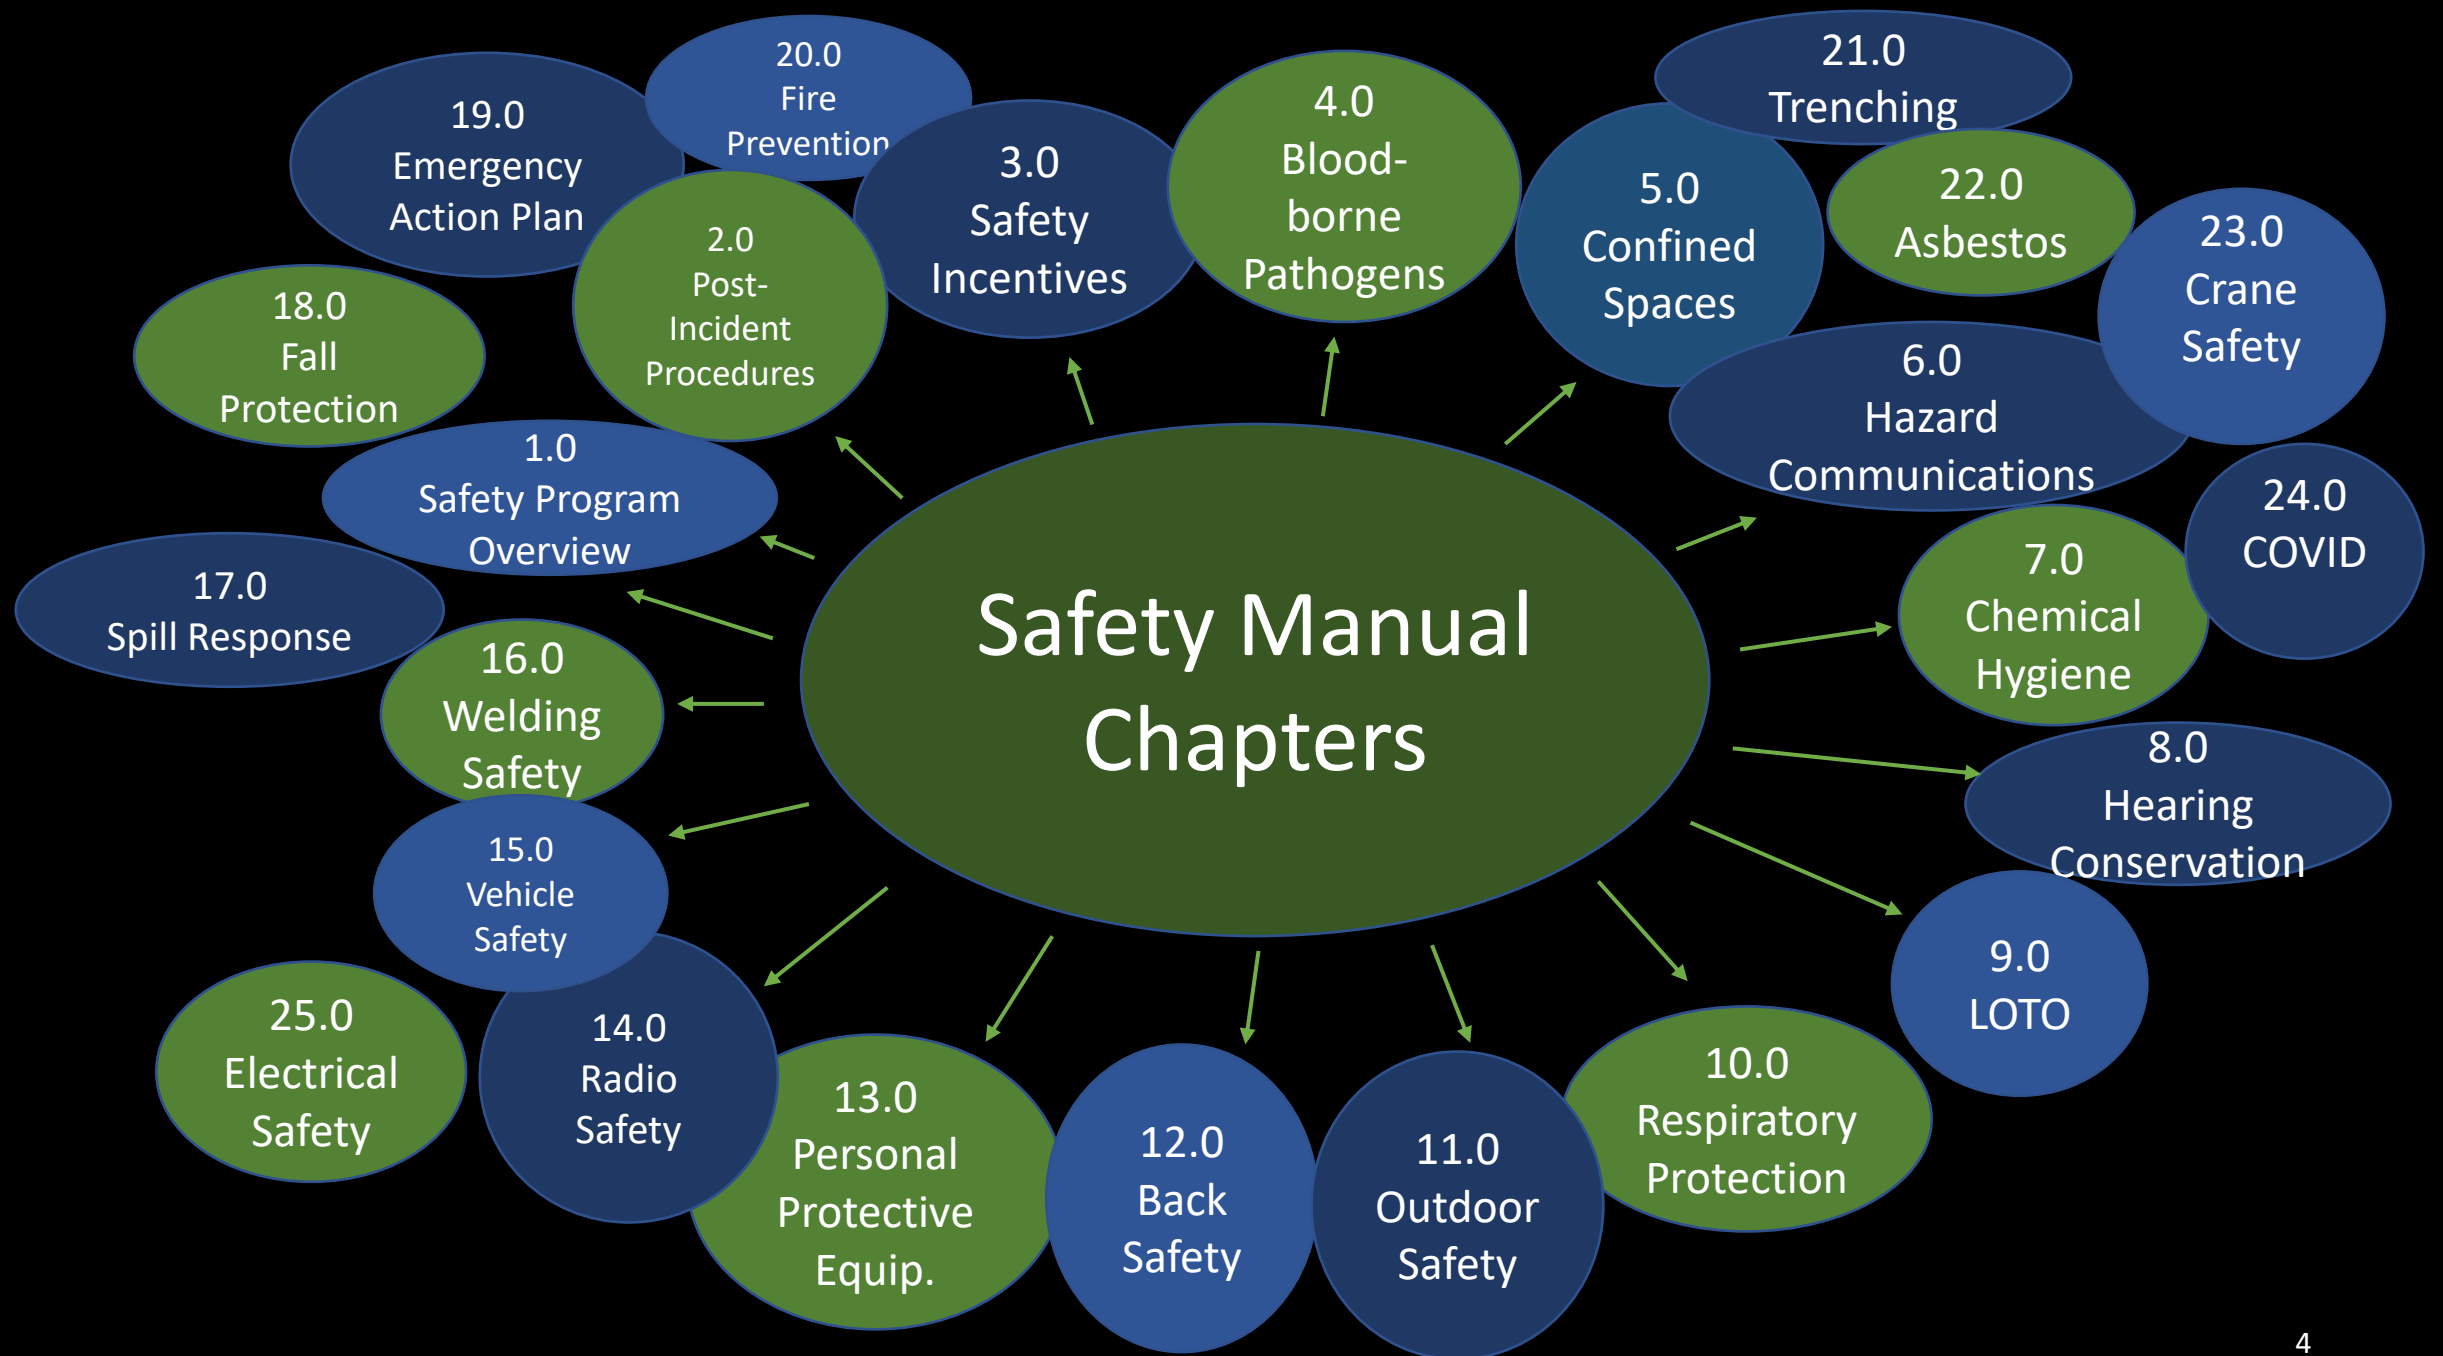 20.0
Fire
Prevention
19.0
Emergency
Action Plan
3.0
Safety
Incentives
4.0
Blood-
borne
Pathogens
5.0
Confined
Spaces
21.0
Trenching
22.0
Asbestos
23.0
Crane
Safety
18.0
Fall
Protection
2.0
Post-
Incident
Procedures
6.0
Hazard
Communications
1.0
Safety Program
Overview
24.0
COVID
17.0
Spill Response
7.0
Chemical
Hygiene
Safety Manual
Chapters
16.0
Welding
Safety
8.0
Hearing
Conservation
15.0
Vehicle
Safety
9.0
LOTO
25.0
Electrical
Safety
14.0
Radio
Safety
13.0
Personal
Protective
Equip.
12.0
Back
Safety
11.0
Outdoor
Safety
10.0
Respiratory
Protection
4